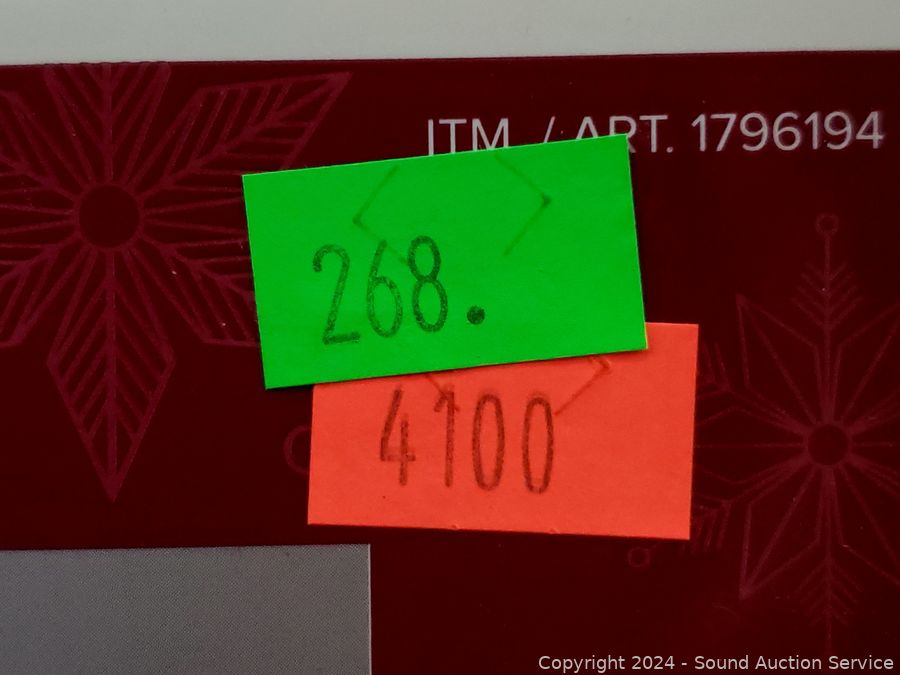 ITM. / ART. 1796194
268.
4100
Copyright 2024 - Sound Auction Service